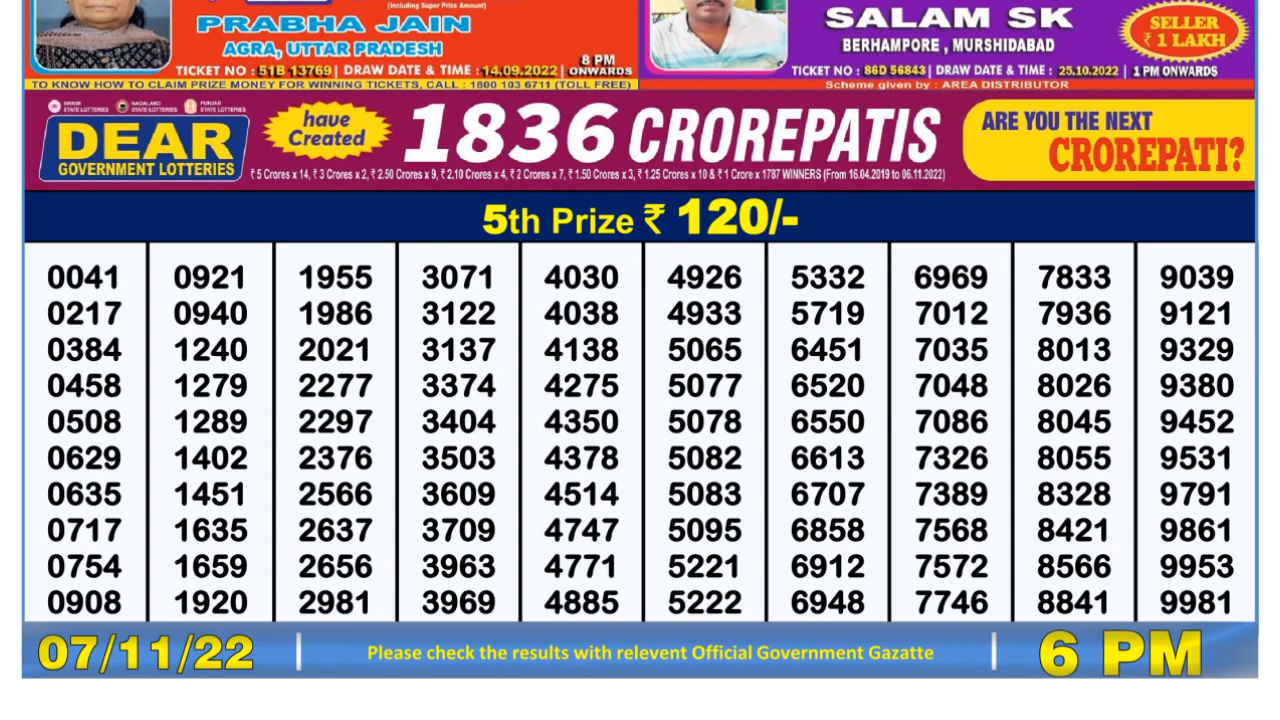 (Including Super Prize Amount)
PRABHA JAIN
AGRA, UTTAR PRADESH
8 PM
TICKET NO : 51B 13769 | DRAW DATE & TIME : 14.09.2022 | ONWARDS
TO KNOW HOW TO CLAIM PRIZE MONEY FOR WINNING TICKETS, CALL : 1800 103 6711 (TOLL FREE)
SALAM SK
BERHAMPORE , MURSHIDABAD
SELLER
₹ 1 LAKH
TICKET NO : 86D 56843 | DRAW DATE & TIME : 25.10.2022 | 1 PM ONWARDS
Scheme given by : AREA DISTRIBUTOR
SIKKIM
STATE LOTTERIES
NAGALAND
STATE LOTTERIES
PUNJAB
STATE LOTTERIES
DEAR
GOVERNMENT LOTTERIES
have
Created
1836 CROREPATIS
₹ 5 Crores x 14, ₹ 3 Crores x 2, ₹ 2.50 Crores x 9, ₹ 2.10 Crores x 4, ₹ 2 Crores x 7, ₹ 1.50 Crores x 3, ₹ 1.25 Crores x 10 & ₹ 1 Crore x 1787 WINNERS (From 16.04.2019 to 06.11.2022)
ARE YOU THE NEXT
CROREPATI?
5th Prize ₹ 120/-
0041 0921 1955 3071 4030 4926 5332 6969 7833 9039
0217 0940 1986 3122 4038 4933 5719 7012 7936 9121
0384 1240 2021 3137 4138 5065 6451 7035 8013 9329
0458 1279 2277 3374 4275 5077 6520 7048 8026 9380
0508 1289 2297 3404 4350 5078 6550 7086 8045 9452
0629 1402 2376 3503 4378 5082 6613 7326 8055 9531
0635 1451 2566 3609 4514 5083 6707 7389 8328 9791
0717 1635 2637 3709 4747 5095 6858 7568 8421 9861
0754 1659 2656 3963 4771 5221 6912 7572 8566 9953
0908 1920 2981 3969 4885 5222 6948 7746 8841 9981
07/11/22 | Please check the results with relevent Official Government Gazatte | 6 PM